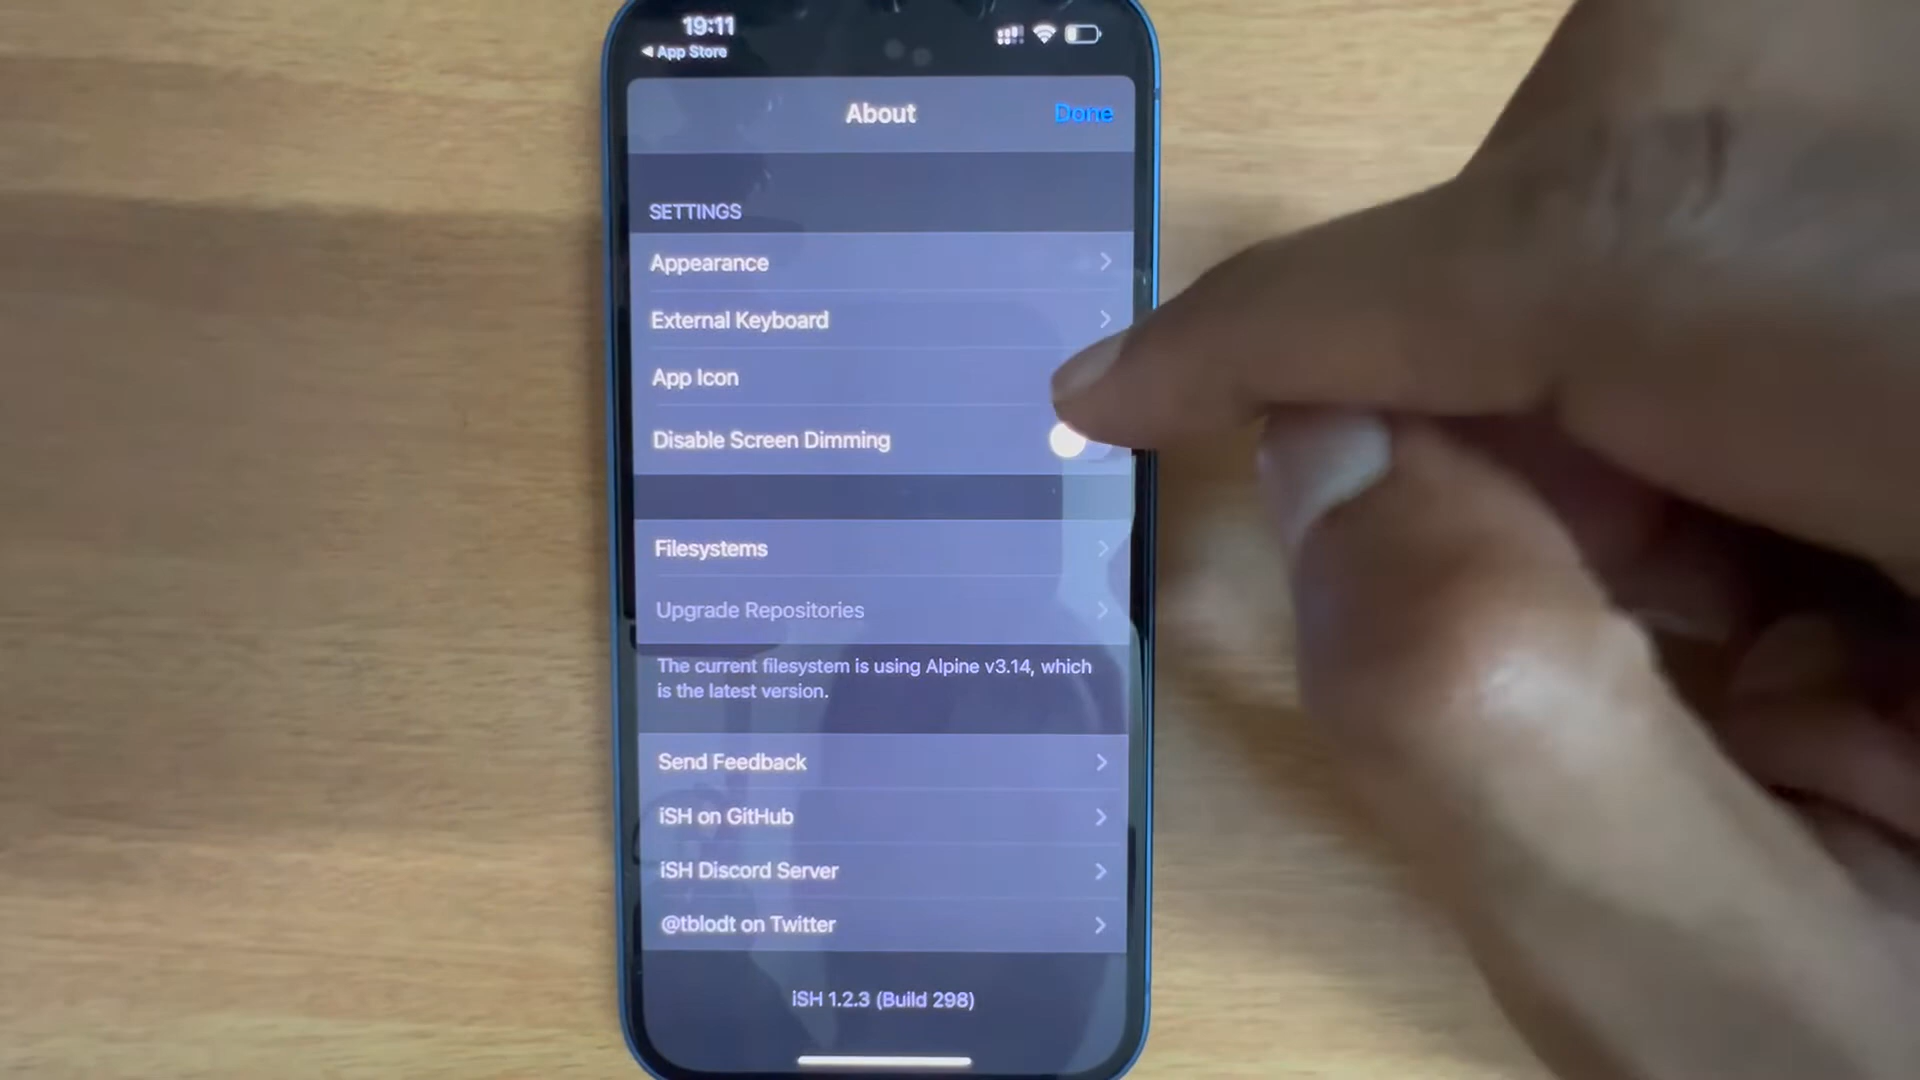 19:11
◀ App Store
About
Done
SETTINGS
Appearance
External Keyboard
App Icon
Disable Screen Dimming
Filesystems
Upgrade Repositories
The current filesystem is using Alpine v3.14, which
is the latest version.
Send Feedback
iSH on GitHub
iSH Discord Server
@tblodt on Twitter
iSH 1.2.3 (Build 298)